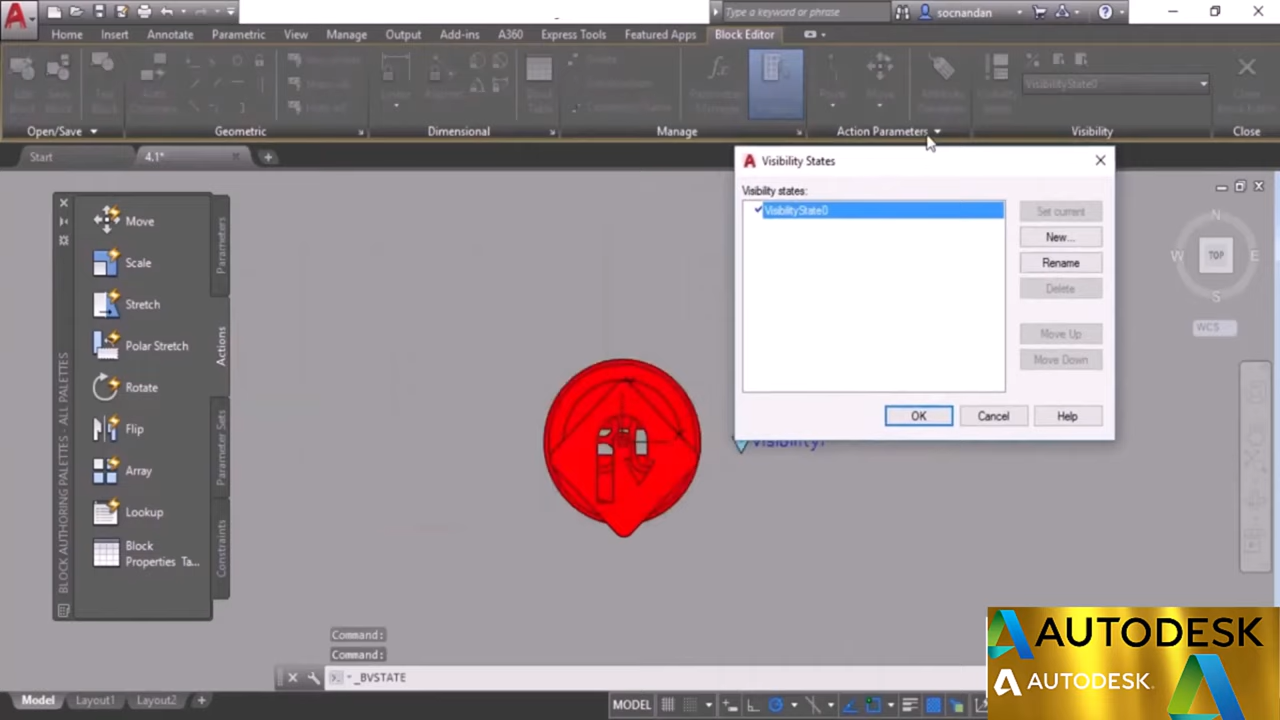 Type a keyword or phrase
socnandan
Home Insert Annotate Parametric View Manage Output Add-ins A360 Express Tools Featured Apps Block Editor
VisibilityState0
Open/Save Geometric Dimensional Manage Action Parameters Visibility Close
Start 4.1*
Visibility States
Visibility states:
VisibilityState0
Set current
New...
Rename
Delete
Move Up
Move Down
OK Cancel Help
Move
Scale
Stretch
Polar Stretch
Rotate
Flip
Array
Lookup
Block
Properties Ta...
Parameters
Actions
Parameter Sets
Constraints
BLOCK AUTHORING PALETTES - ALL PALETTES
N
W TOP E
S
WCS
Command:
Command:
_BVSTATE
Model Layout1 Layout2
MODEL
AUTODESK
AUTODESK.